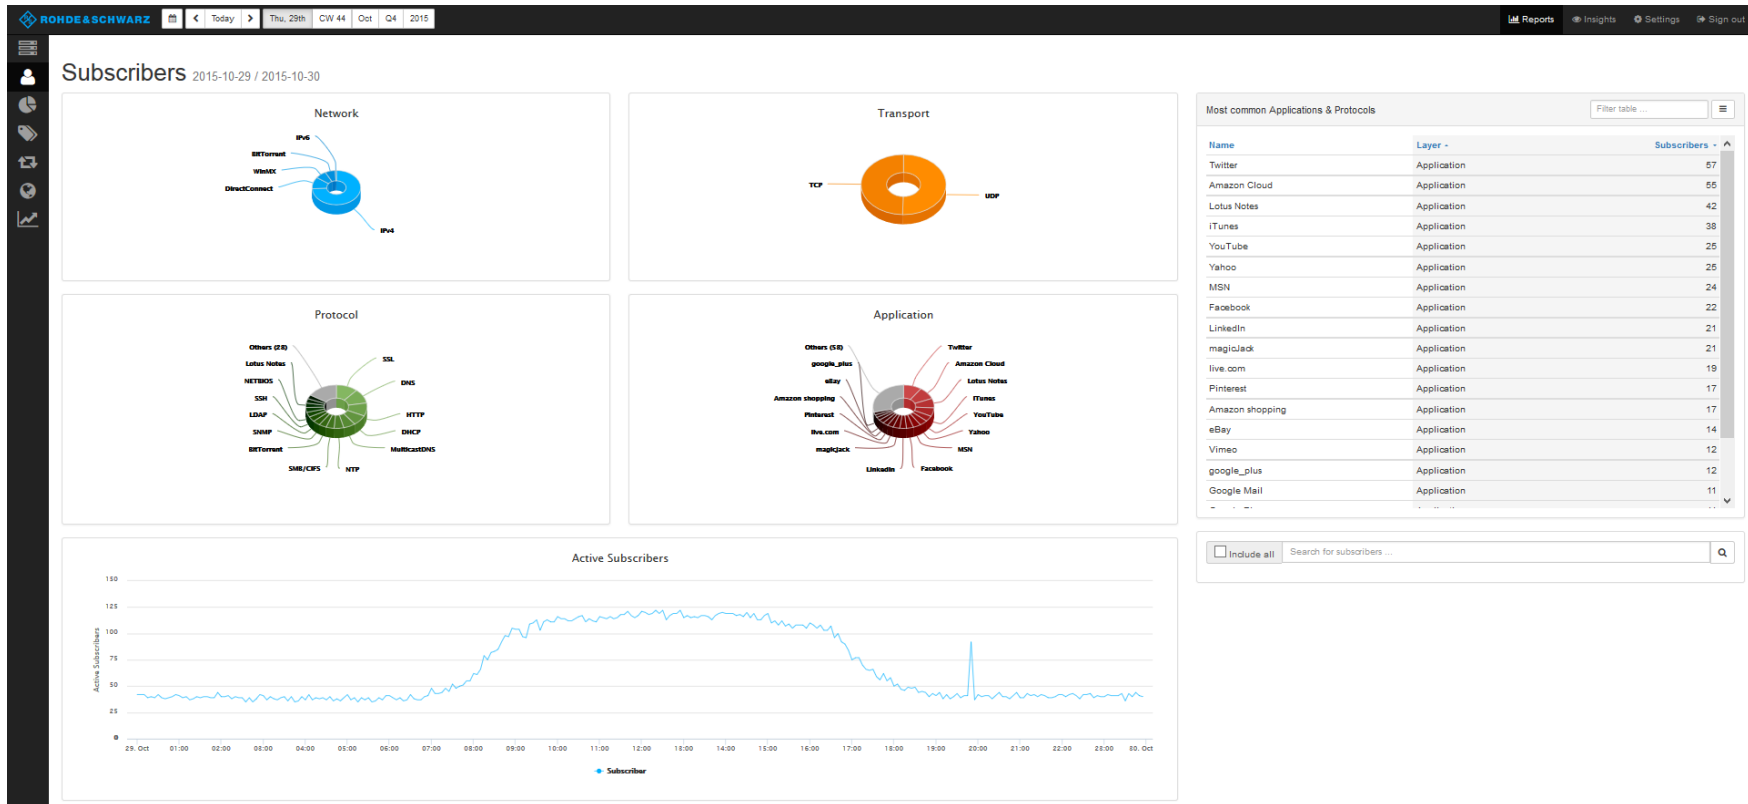 ROHDE&SCHWARZ
Today
Thu, 29th
CW 44
Oct
Q4
2015
Reports
Insights
Settings
Sign out
Subscribers 2015-10-29 / 2015-10-30
Network
IPv6
BitTorrent
WinMX
DirectConnect
IPv4
Transport
TCP
UDP
Protocol
Others (28)
Lotus Notes
NETBIOS
SSH
LDAP
SNMP
BitTorrent
SMB/CIFS
NTP
MulticastDNS
DHCP
HTTP
DNS
SSL
Application
Others (58)
google_plus
eBay
Amazon shopping
Pinterest
live.com
magicJack
LinkedIn
Facebook
MSN
Yahoo
YouTube
iTunes
Lotus Notes
Amazon Cloud
Twitter
Active Subscribers
Active Subscribers
150
125
100
75
50
25
0
29. Oct 01:00 02:00 03:00 04:00 05:00 06:00 07:00 08:00 09:00 10:00 11:00 12:00 13:00 14:00 15:00 16:00 17:00 18:00 19:00 20:00 21:00 22:00 23:00 30. Oct
Subscriber
Most common Applications & Protocols
Filter table ...
Name Layer Subscribers
Twitter Application 57
Amazon Cloud Application 55
Lotus Notes Application 42
iTunes Application 38
YouTube Application 25
Yahoo Application 25
MSN Application 24
Facebook Application 22
LinkedIn Application 21
magicJack Application 21
live.com Application 19
Pinterest Application 17
Amazon shopping Application 17
eBay Application 14
Vimeo Application 12
google_plus Application 12
Google Mail Application 11
Include all
Search for subscribers ...